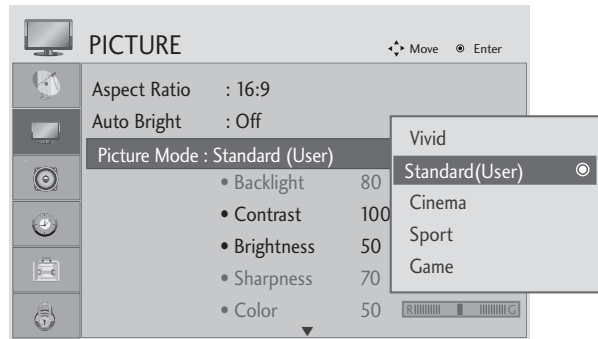 PICTURE
Move Enter
Aspect Ratio : 16:9
Auto Bright : Off
Picture Mode : Standard (User)
• Backlight 80
• Contrast 100
• Brightness 50
• Sharpness 70
• Color 50
R G
Vivid
Standard(User)
Cinema
Sport
Game